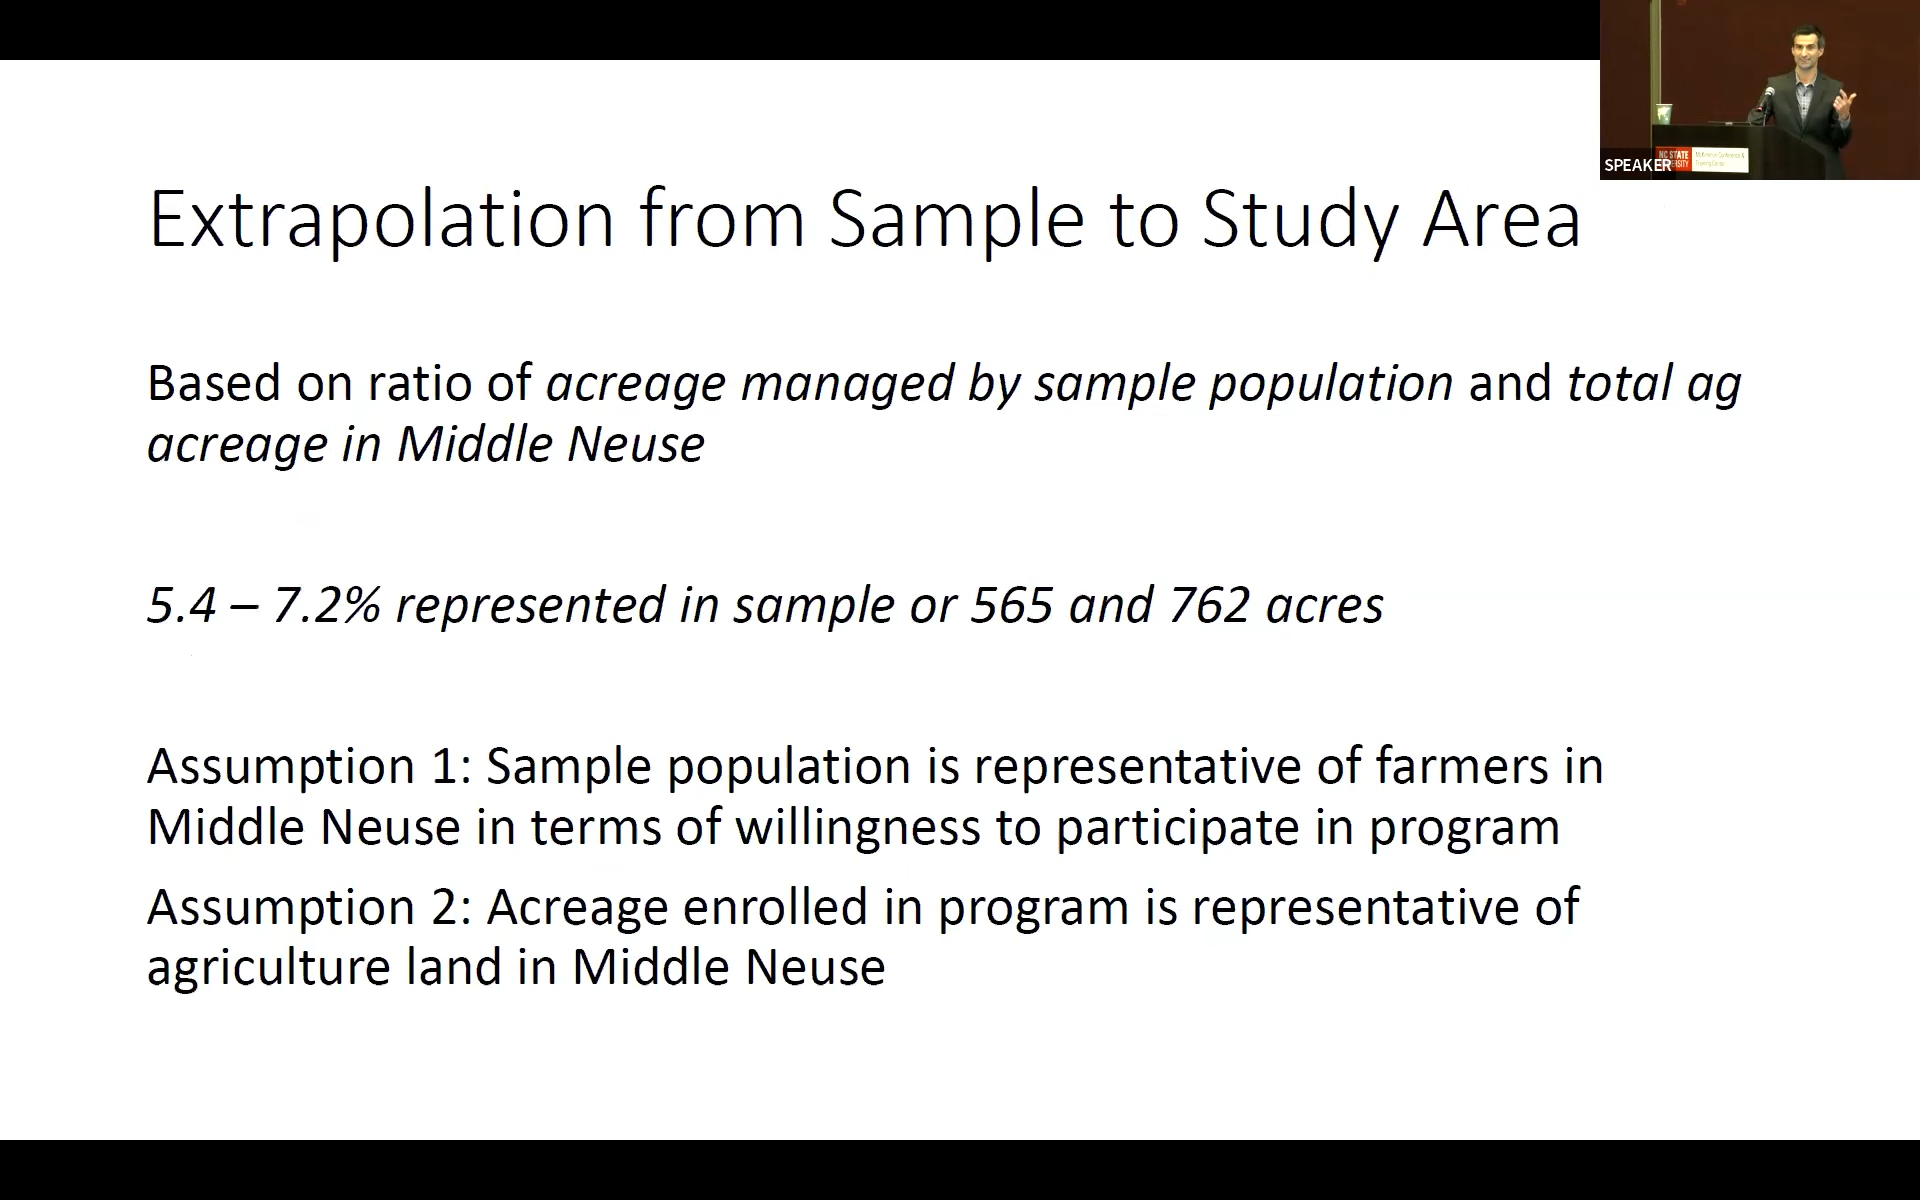 SPEAKER
NC STATE
Extrapolation from Sample to Study Area
Based on ratio of acreage managed by sample population and total ag
acreage in Middle Neuse
5.4 – 7.2% represented in sample or 565 and 762 acres
Assumption 1: Sample population is representative of farmers in
Middle Neuse in terms of willingness to participate in program
Assumption 2: Acreage enrolled in program is representative of
agriculture land in Middle Neuse